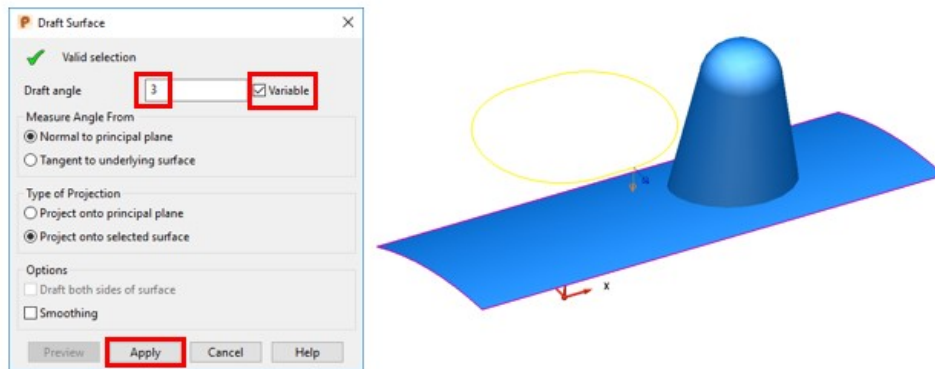 Draft Surface
Valid selection
Draft angle 3 Variable
Measure Angle From
Normal to principal plane
Tangent to underlying surface
Type of Projection
Project onto principal plane
Project onto selected surface
Options
Draft both sides of surface
Smoothing
Preview Apply Cancel Help
X